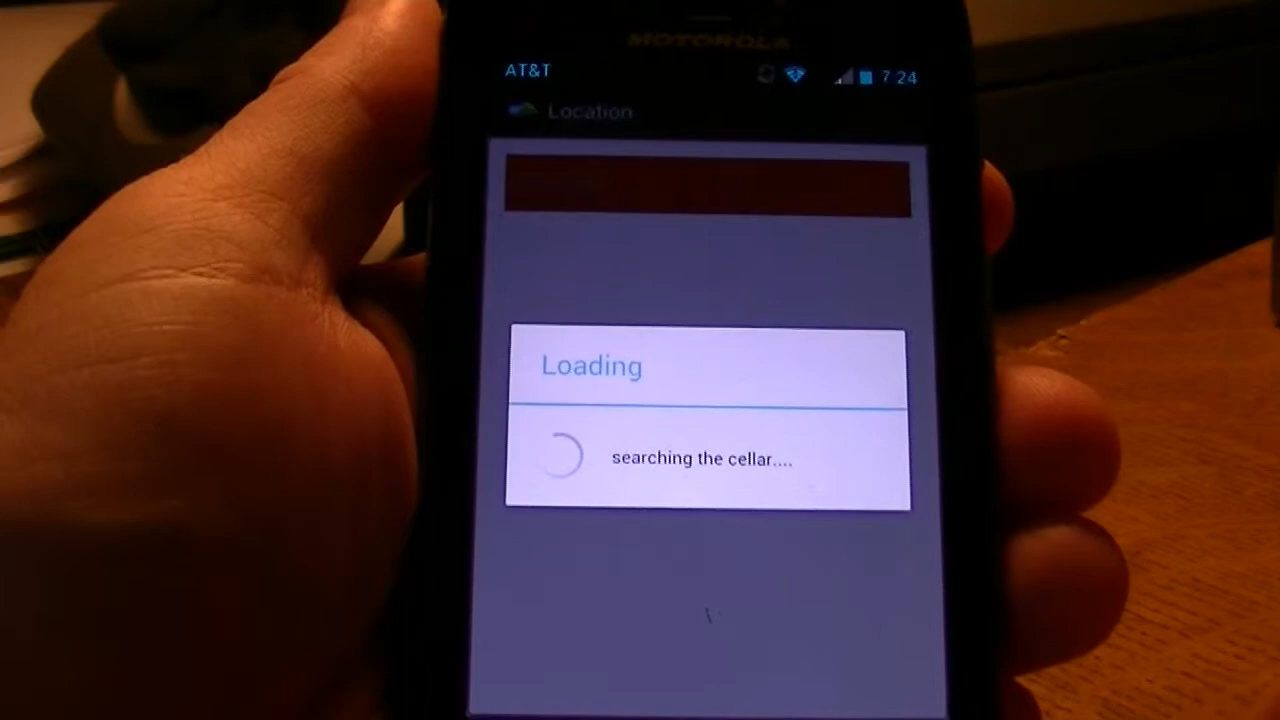 MOTOROLA
AT&T
7 24
Location
Loading
searching the cellar....